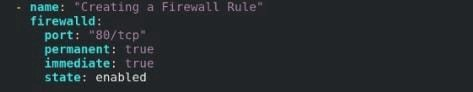 - name: "Creating a Firewall Rule"
  firewalld:
    port: "80/tcp"
    permanent: true
    immediate: true
    state: enabled